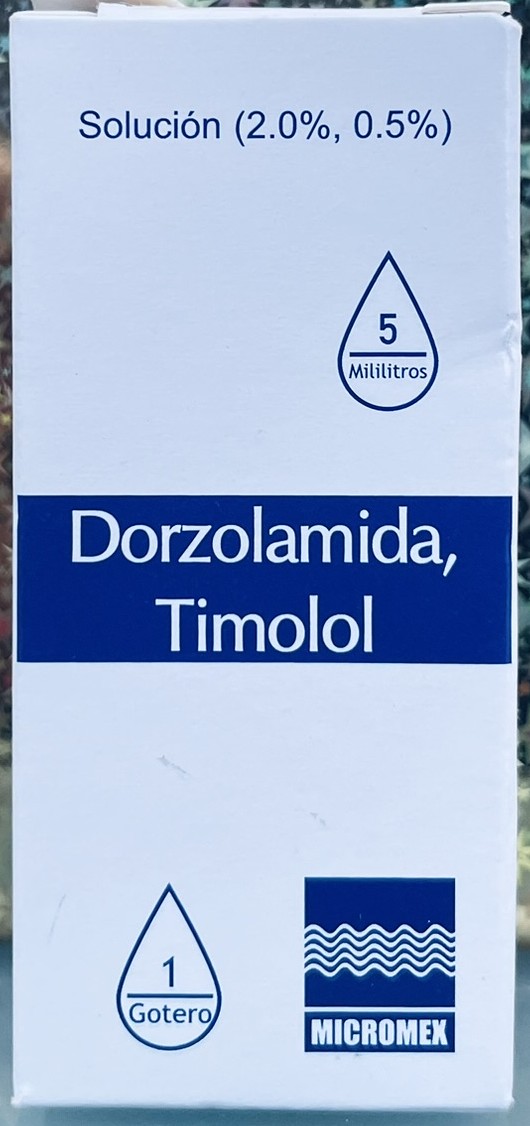 Solución (2.0%, 0.5%)
5
Mililitros
Dorzolamida,
Timolol
1
Gotero
MICROMEX